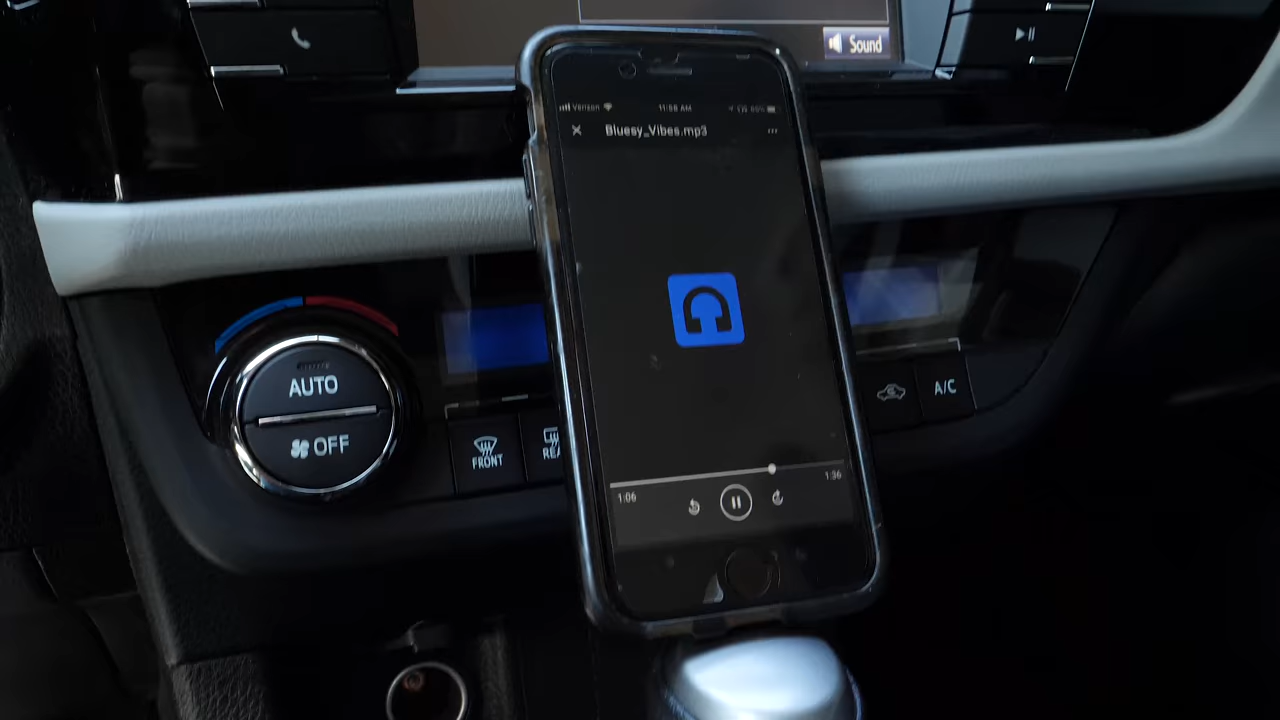 Sound
Verizon 11:58 AM
Bluesy_Vibes.mp3
AUTO
OFF
FRONT
A/C
1:06
1:36